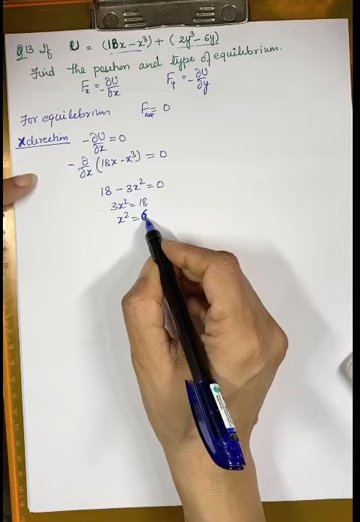 Q13 If U = (18x - x³) + (2y³ - 6y)
Find the position and type of equilibrium.
Fₓ = -∂U/∂x    Fᵧ = -∂U/∂y
For equilibrium    Fnet = 0
X direction    -∂U/∂x = 0
- ∂/∂x (18x - x³) = 0
18 - 3x² = 0
3x² = 18
x² = 6